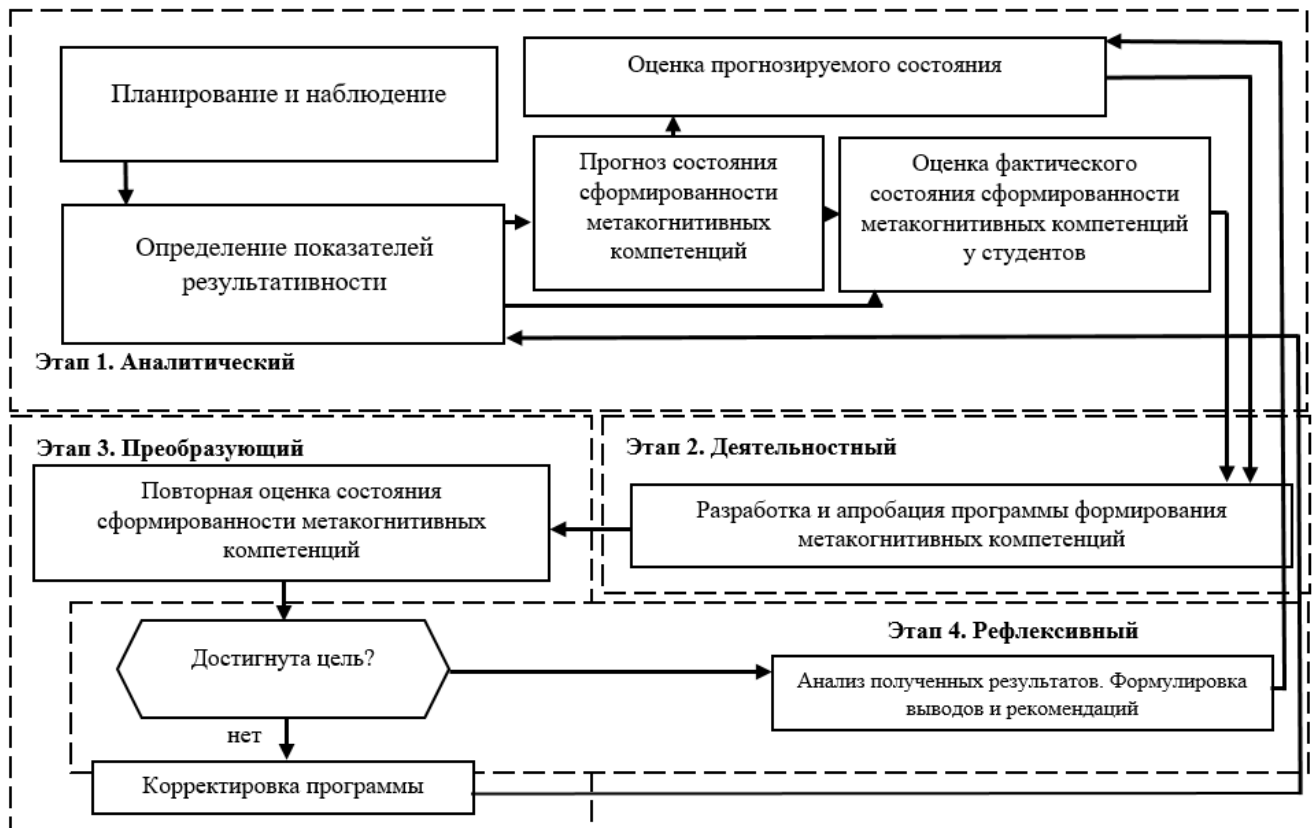 Планирование и наблюдение
Оценка прогнозируемого состояния
Прогноз состояния
сформированности
метакогнитивных
компетенций
Оценка фактического
состояния сформированности
метакогнитивных компетенций
у студентов
Определение показателей
результативности
Этап 1. Аналитический
Этап 2. Деятельностный
Разработка и апробация программы формирования
метакогнитивных компетенций
Этап 3. Преобразующий
Повторная оценка состояния
сформированности метакогнитивных
компетенций
Достигнута цель?
нет
Корректировка программы
Этап 4. Рефлексивный
Анализ полученных результатов. Формулировка
выводов и рекомендаций